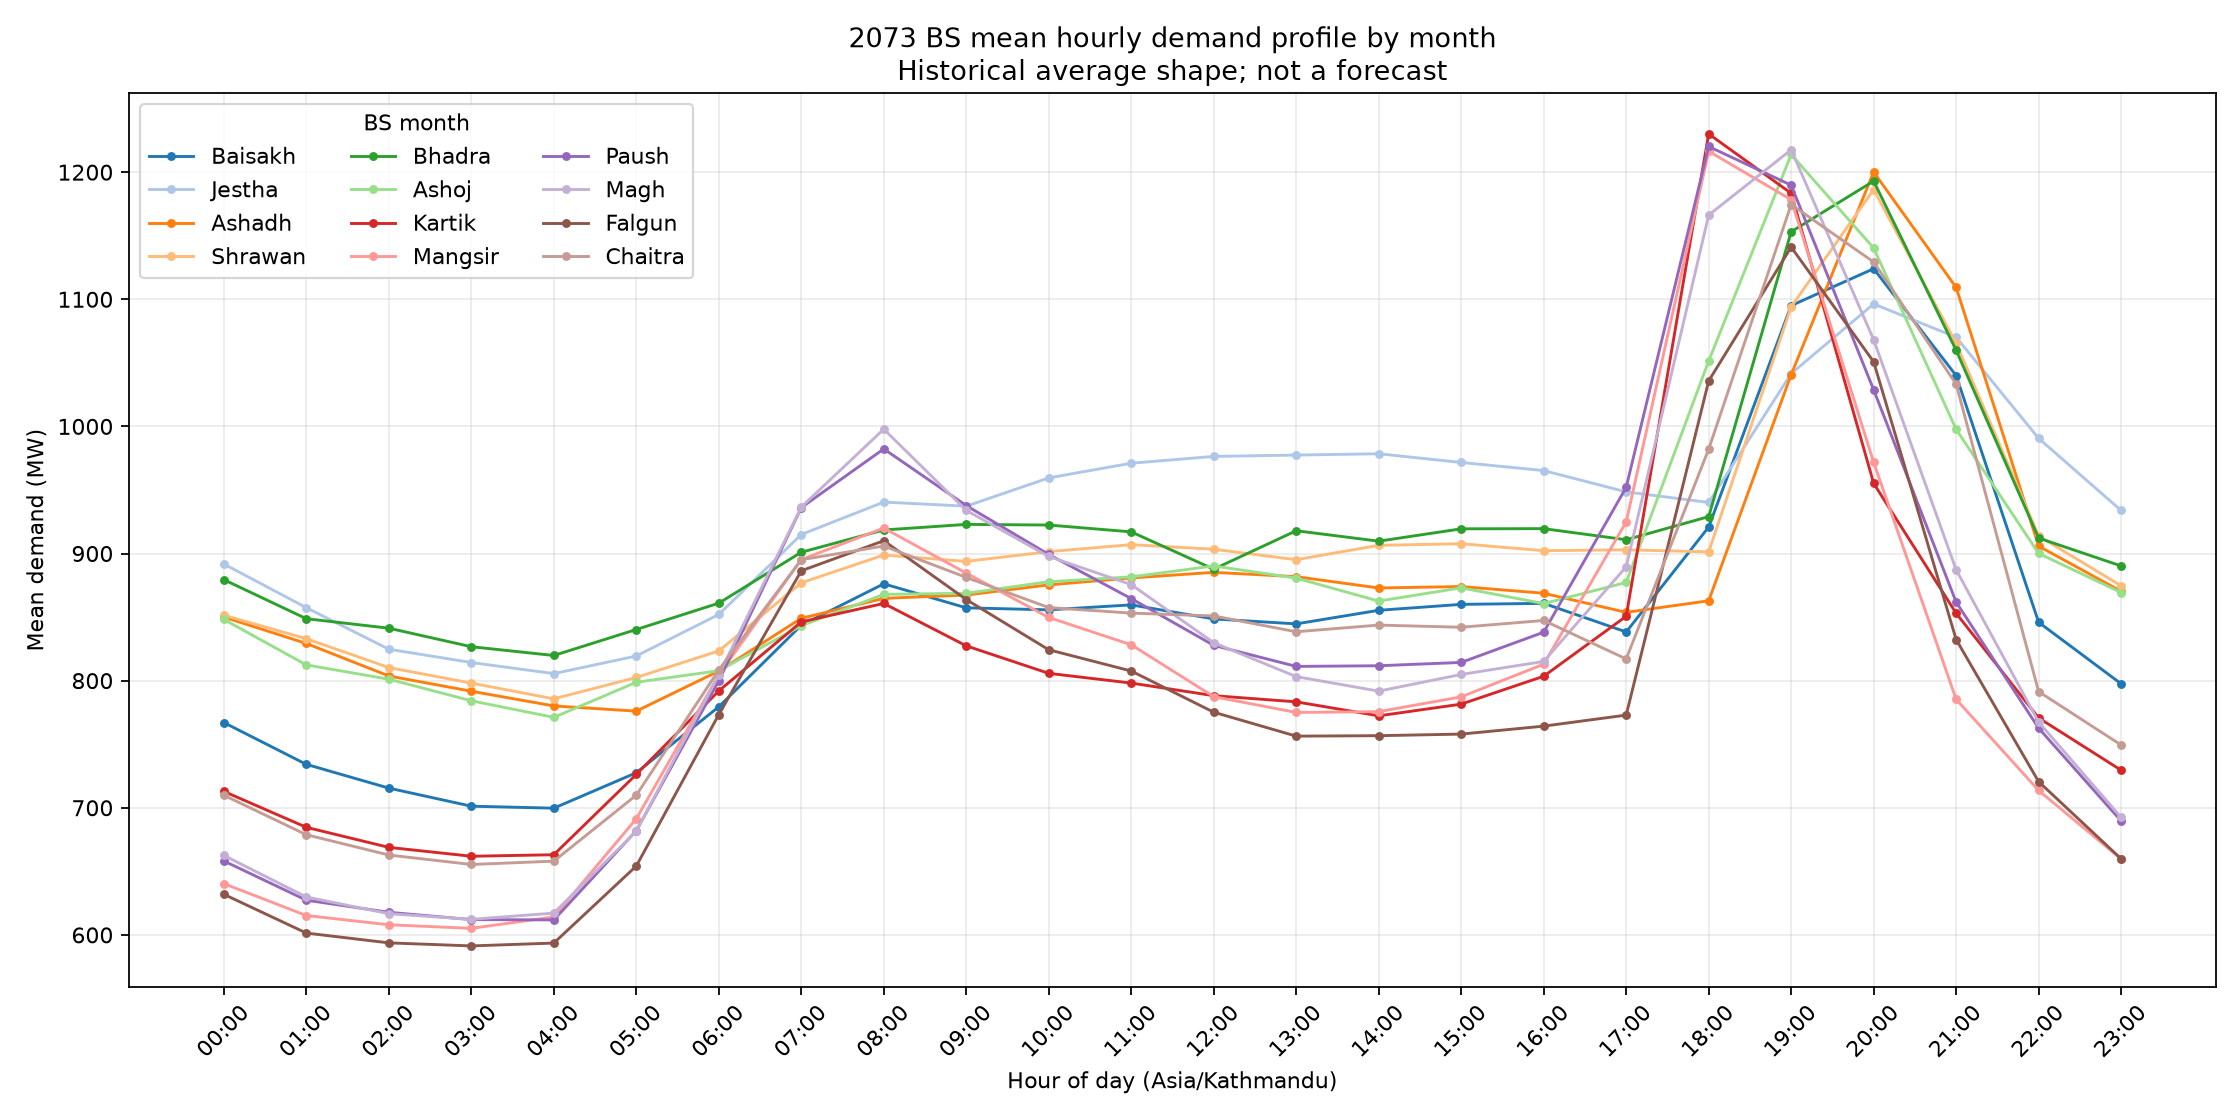 2073 BS mean hourly demand profile by month
Historical average shape; not a forecast
BS month
Baisakh Bhadra Paush
Jestha Ashoj Magh
Ashadh Kartik Falgun
Shrawan Mangsir Chaitra
Mean demand (MW)
1200
1100
1000
900
800
700
600
00:00 01:00 02:00 03:00 04:00 05:00 06:00 07:00 08:00 09:00 10:00 11:00 12:00 13:00 14:00 15:00 16:00 17:00 18:00 19:00 20:00 21:00 22:00 23:00
Hour of day (Asia/Kathmandu)